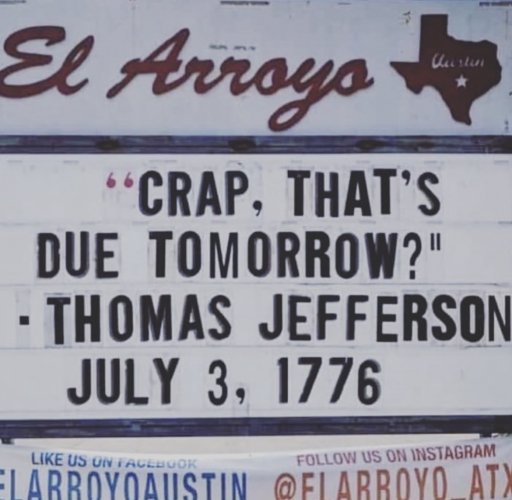 El Arroyo
Austin
“CRAP, THAT'S
DUE TOMORROW?"
- THOMAS JEFFERSON
JULY 3, 1776
LIKE US ON FACEBOOK
FOLLOW US ON INSTAGRAM
ELARROYOAUSTIN
@ELARROYO_ATX